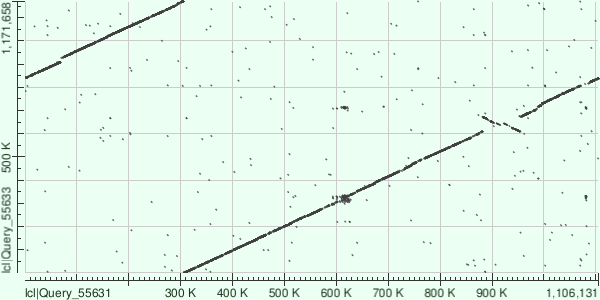 1,171,658
500 K
lcl|Query_55633
lcl|Query_55631
300 K
400 K
500 K
600 K
700 K
800 K
900 K
1,106,131